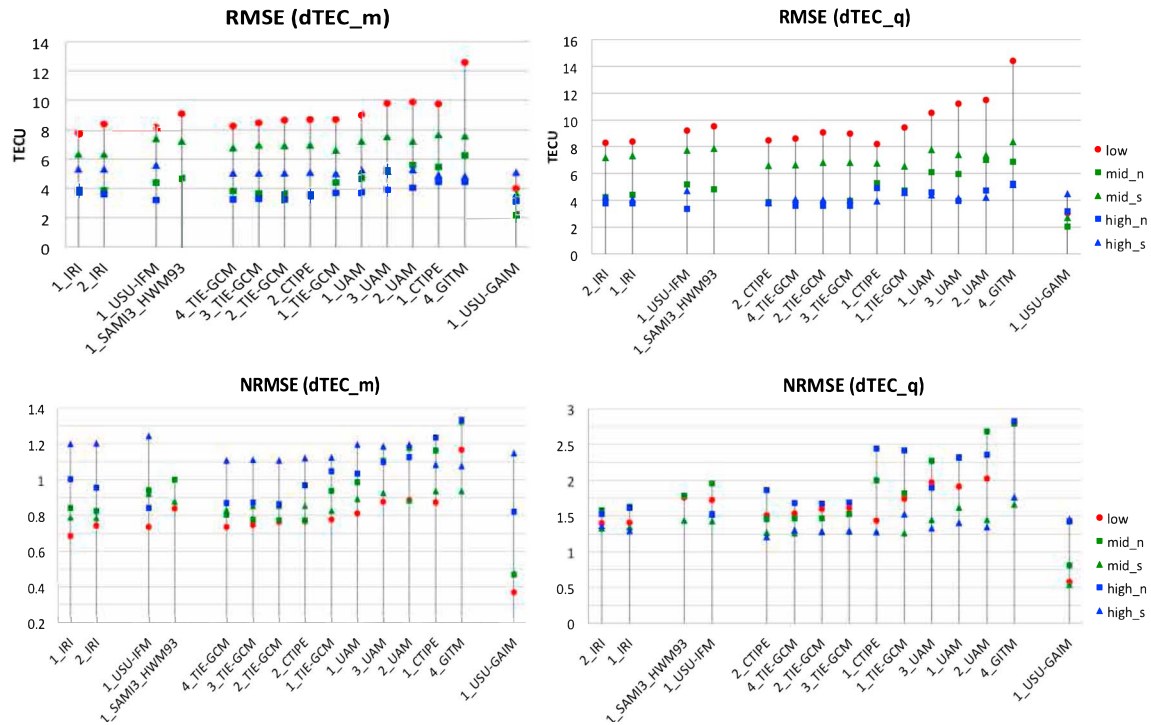 RMSE (dTEC_m)
14
12
10
8
6
4
2
0
TECU
1_IRI
2_IRI
1_USU-IFM
1_SAMI3_HWM93
4_TIE-GCM
3_TIE-GCM
2_TIE-GCM
2_CTIPE
1_TIE-GCM
1_UAM
3_UAM
2_UAM
1_CTIPE
4_GITM
1_USU-GAIM
RMSE (dTEC_q)
16
14
12
10
8
6
4
2
0
TECU
2_IRI
1_IRI
1_USU-IFM
1_SAMI3_HWM93
2_CTIPE
4_TIE-GCM
2_TIE-GCM
3_TIE-GCM
1_CTIPE
1_TIE-GCM
1_UAM
3_UAM
2_UAM
4_GITM
1_USU-GAIM
low
mid_n
mid_s
high_n
high_s
NRMSE (dTEC_m)
1.4
1.2
1
0.8
0.6
0.4
0.2
1_IRI
2_IRI
1_USU-IFM
1_SAMI3_HWM93
4_TIE-GCM
3_TIE-GCM
2_TIE-GCM
2_CTIPE
1_TIE-GCM
1_UAM
3_UAM
2_UAM
1_CTIPE
4_GITM
1_USU-GAIM
NRMSE (dTEC_q)
3
2.5
2
1.5
1
0.5
0
2_IRI
1_IRI
1_SAMI3_HWM93
1_USU-IFM
2_CTIPE
4_TIE-GCM
2_TIE-GCM
3_TIE-GCM
1_CTIPE
1_TIE-GCM
3_UAM
1_UAM
2_UAM
4_GITM
1_USU-GAIM
low
mid_n
mid_s
high_n
high_s